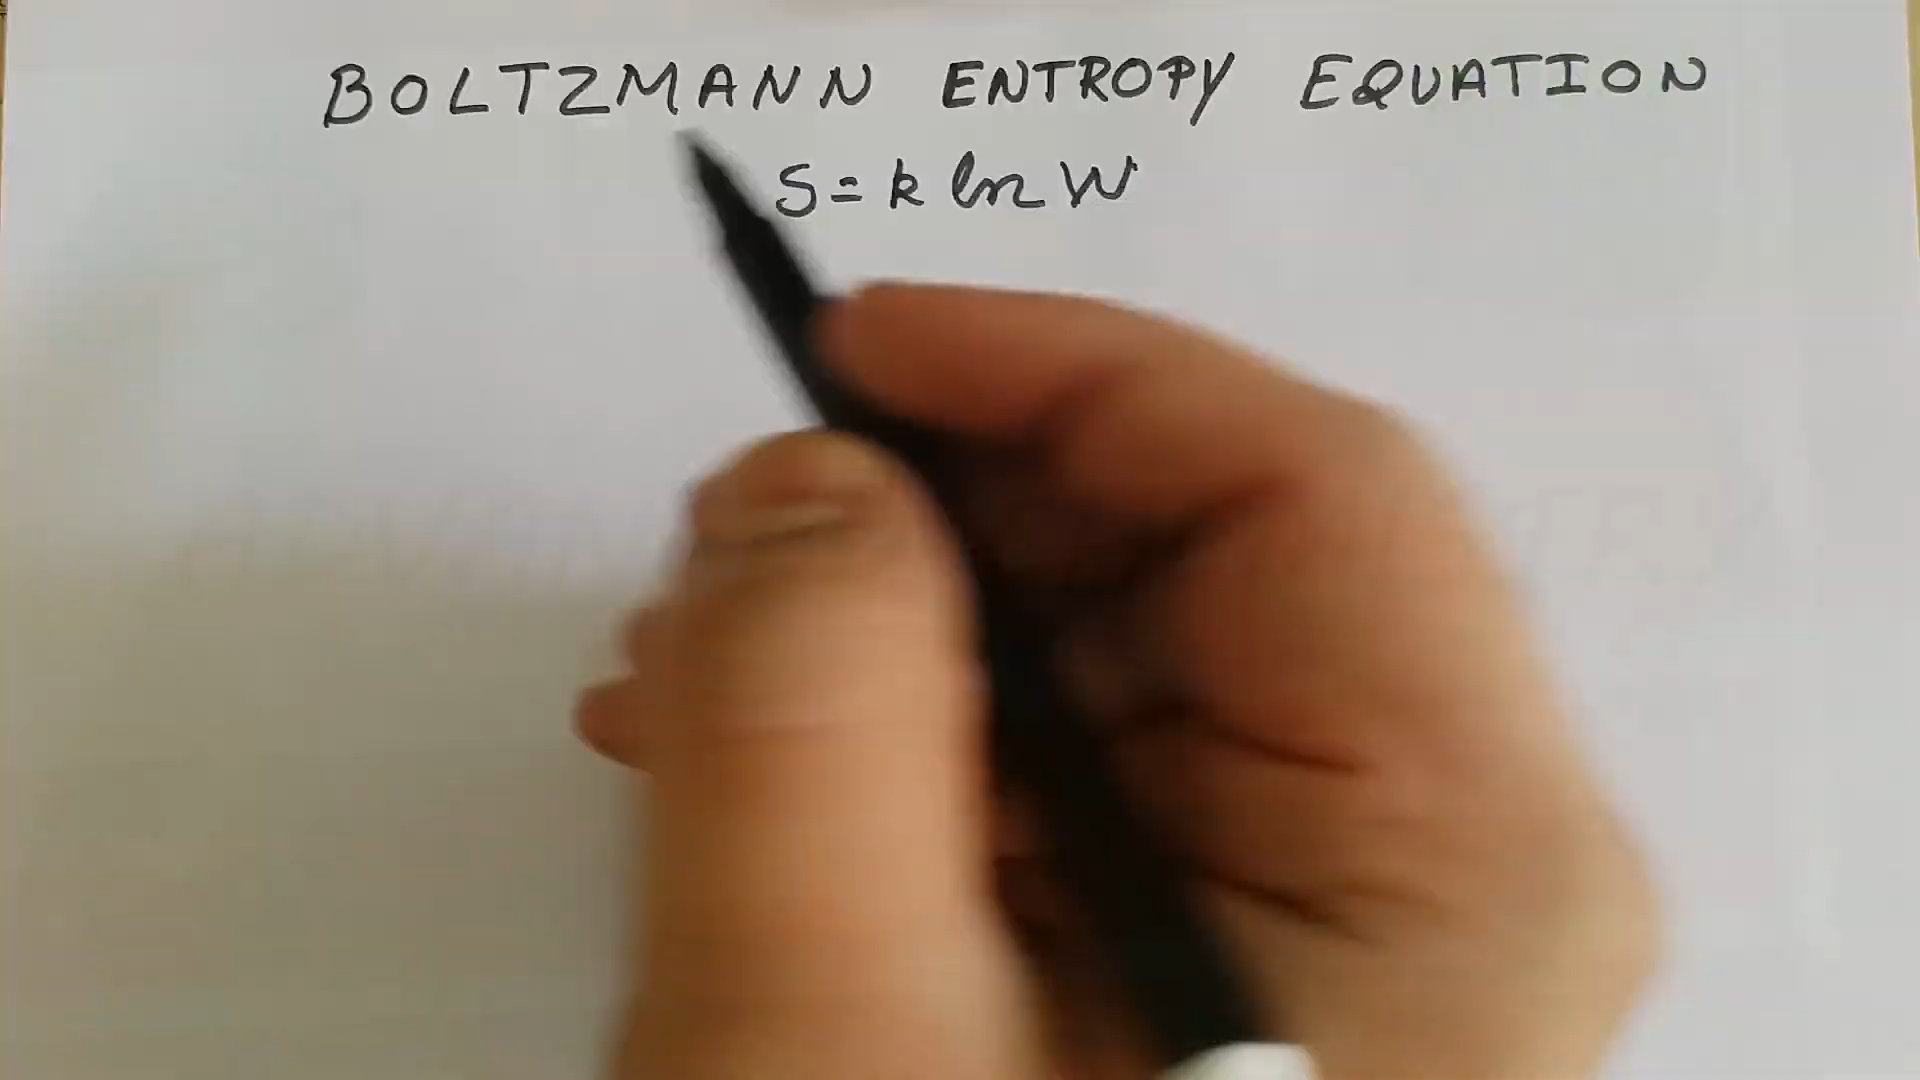 BOLTZMANN ENTROPY EQUATION
S = k ln W